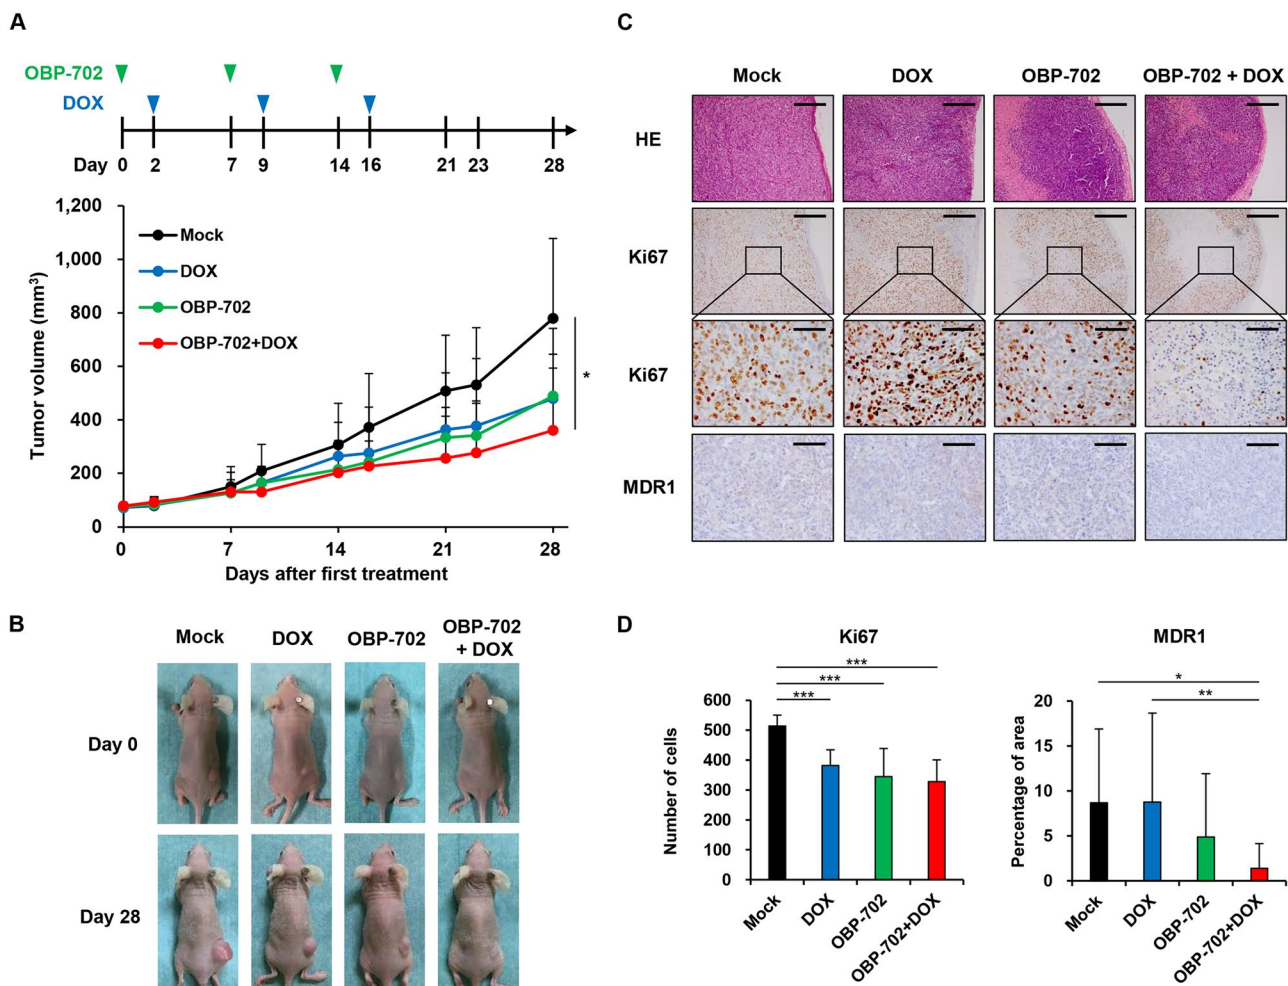 A
OBP-702
DOX
Day 0 2 7 9 14 16 21 23 28
1,200
1,000
800
600
400
200
0
Tumor volume (mm³)
Mock
DOX
OBP-702
OBP-702+DOX
*
0 7 14 21 28
Days after first treatment
B
Mock DOX OBP-702 OBP-702 + DOX
Day 0
Day 28
C
Mock DOX OBP-702 OBP-702 + DOX
HE
Ki67
Ki67
MDR1
D
Ki67
***
***
***
600
500
400
300
200
100
0
Number of cells
Mock DOX OBP-702 OBP-702+DOX
MDR1
*
**
20
15
10
5
0
Percentage of area
Mock DOX OBP-702 OBP-702+DOX